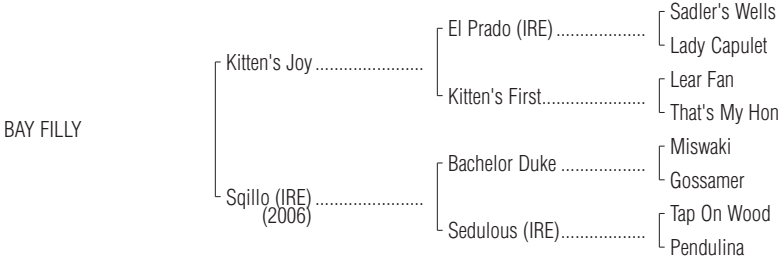 Sadler's Wells
El Prado (IRE) ...................
Lady Capulet
Kitten's Joy .......................
Lear Fan
Kitten's First......................
That's My Hon
BAY FILLY
Miswaki
Bachelor Duke ..................
Gossamer
Sqillo (IRE) .......................
(2006)
Tap On Wood
Sedulous (IRE)..................
Pendulina